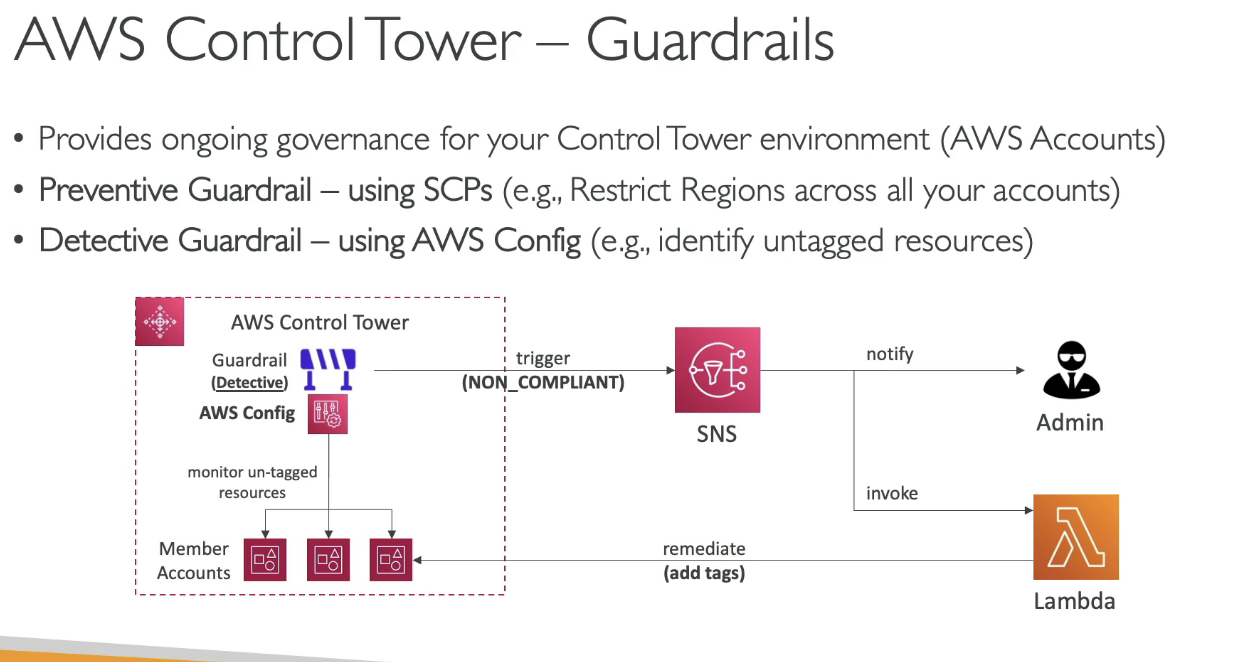 AWS Control Tower – Guardrails
• Provides ongoing governance for your Control Tower environment (AWS Accounts)
• Preventive Guardrail – using SCPs (e.g., Restrict Regions across all your accounts)
• Detective Guardrail – using AWS Config (e.g., identify untagged resources)
AWS Control Tower
Guardrail
(Detective)
AWS Config
trigger
(NON_COMPLIANT)
SNS
notify
Admin
monitor un-tagged
resources
invoke
Member
Accounts
remediate
(add tags)
Lambda